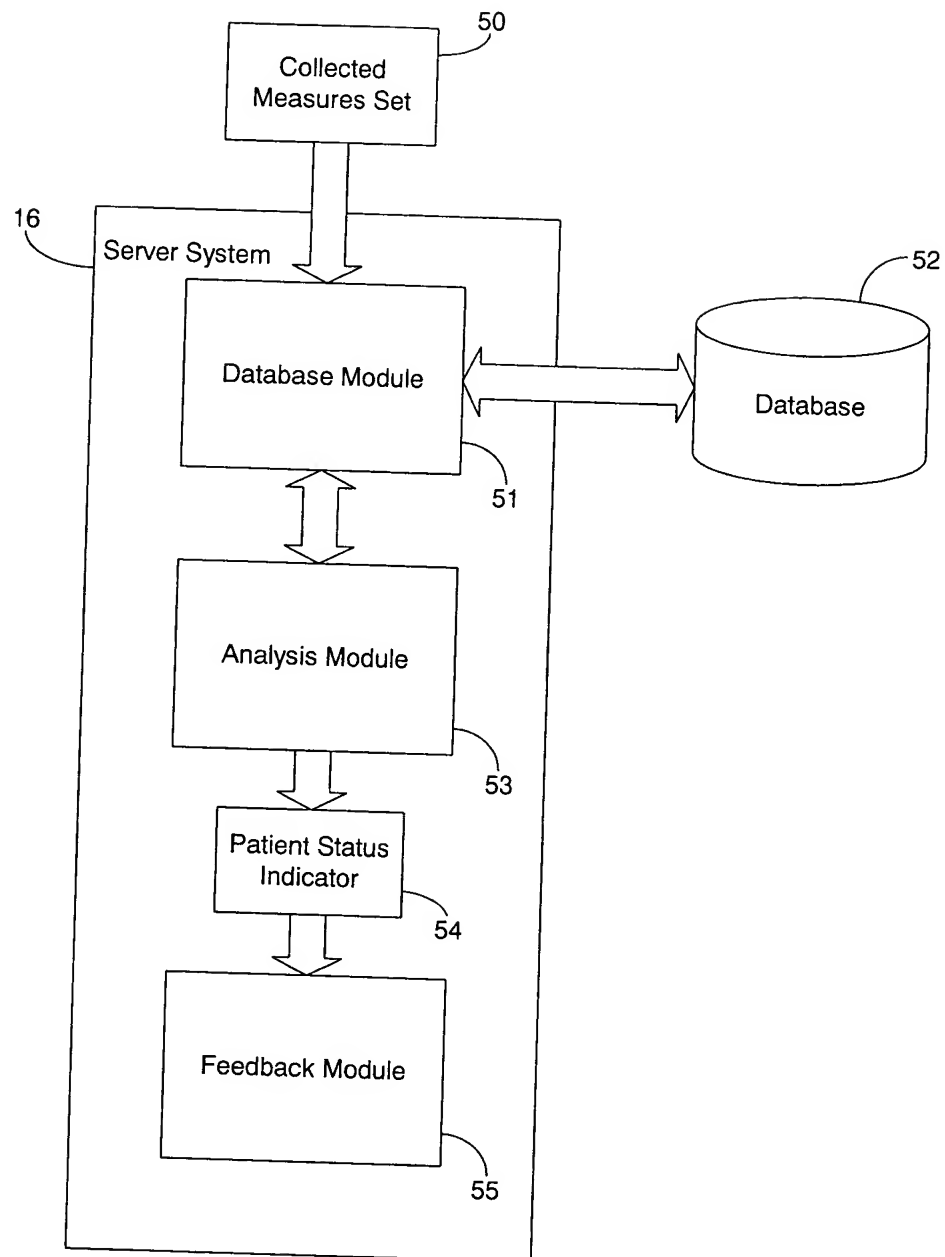 50
Collected
Measures Set
16
Server System
52
Database Module
Database
51
Analysis Module
53
Patient Status
Indicator
54
Feedback Module
55